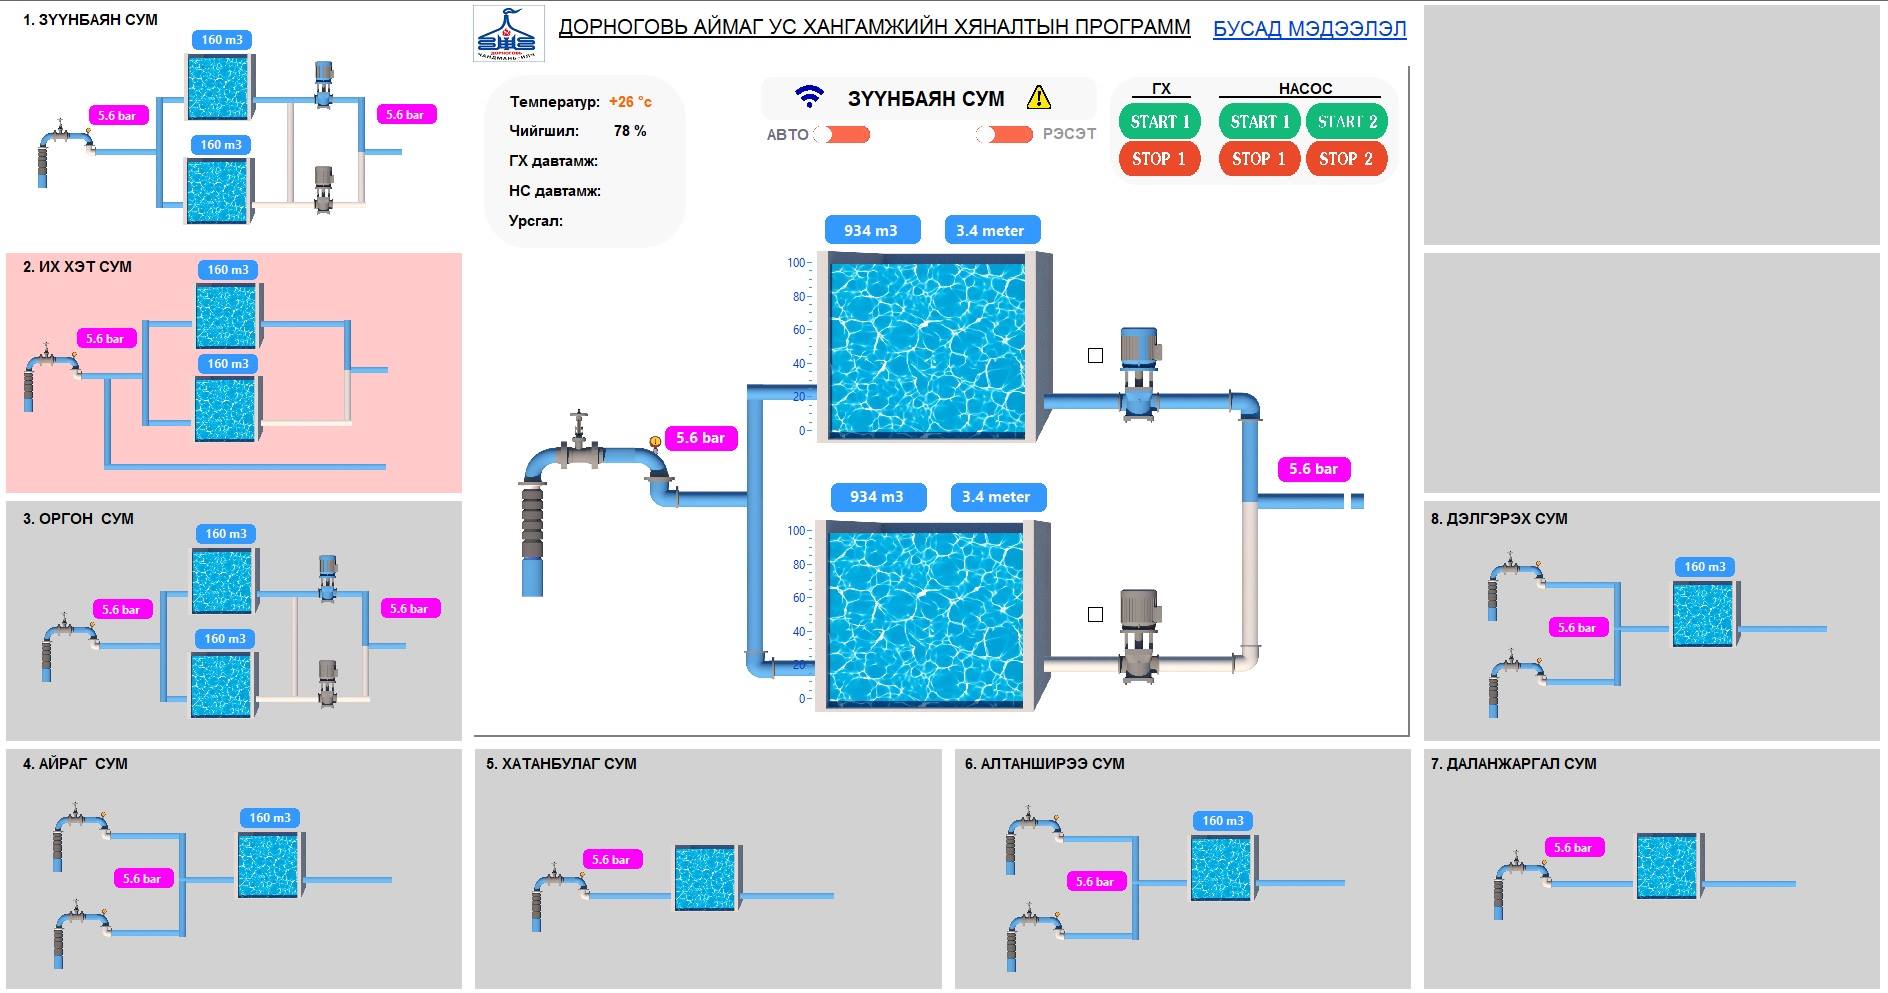 1. ЗҮҮНБАЯН СУМ
160 m3
5.6 bar
5.6 bar
160 m3
ДОРНОГОВЬ
ЧАНДМАНЬ-ИЛЧ
ДОРНОГОВЬ АЙМАГ УС ХАНГАМЖИЙН ХЯНАЛТЫН ПРОГРАММ
БУСАД МЭДЭЭЛЭЛ
Температур: +26 °c
Чийгшил: 78 %
ГХ давтамж:
НС давтамж:
Урсгал:
ЗҮҮНБАЯН СУМ
АВТО
РЭСЭТ
ГХ
НАСОС
START 1
START 1
START 2
STOP 1
STOP 1
STOP 2
934 m3
3.4 meter
100
80
60
40
20
0
5.6 bar
5.6 bar
934 m3
3.4 meter
100
80
60
40
20
0
2. ИХ ХЭТ СУМ
160 m3
5.6 bar
160 m3
3. ОРГОН СУМ
160 m3
5.6 bar
5.6 bar
160 m3
8. ДЭЛГЭРЭХ СУМ
160 m3
5.6 bar
4. АЙРАГ СУМ
160 m3
5.6 bar
5. ХАТАНБУЛАГ СУМ
5.6 bar
6. АЛТАНШИРЭЭ СУМ
160 m3
5.6 bar
7. ДАЛАНЖАРГАЛ СУМ
5.6 bar